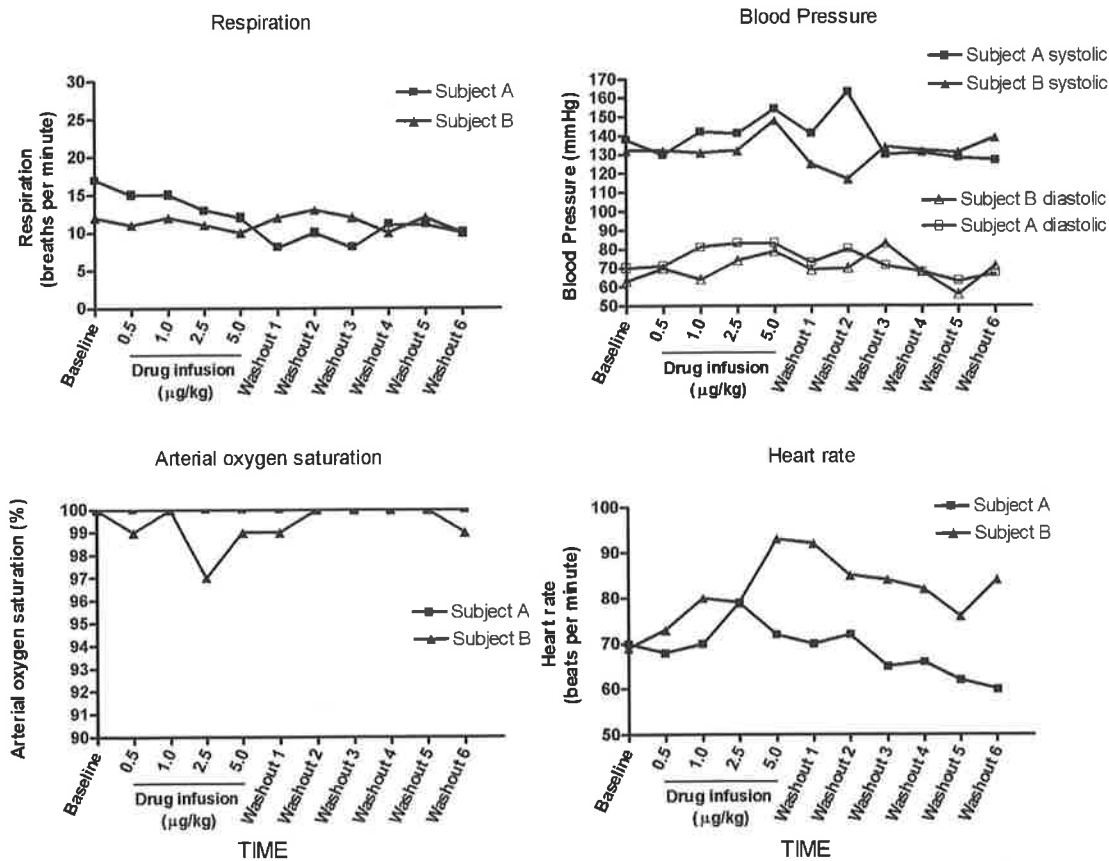 Respiration
Subject A
Subject B
30
25
20
15
10
5
0
Respiration
(breaths per minute)
Baseline
0.5
1.0
2.5
5.0
Washout 1
Washout 2
Washout 3
Washout 4
Washout 5
Washout 6
Drug infusion
(μg/kg)
Blood Pressure
Subject A systolic
Subject B systolic
170
160
150
140
130
120
110
100
90
80
70
60
50
Blood Pressure (mmHg)
Subject B diastolic
Subject A diastolic
Baseline
0.5
1.0
2.5
5.0
Washout 1
Washout 2
Washout 3
Washout 4
Washout 5
Washout 6
Drug infusion
(μg/kg)
Arterial oxygen saturation
100
99
98
97
96
95
94
93
92
91
90
Arterial oxygen saturation (%)
Subject A
Subject B
Baseline
0.5
1.0
2.5
5.0
Washout 1
Washout 2
Washout 3
Washout 4
Washout 5
Washout 6
Drug infusion
(μg/kg)
TIME
Heart rate
Subject A
Subject B
100
90
80
70
60
50
Heart rate
(beats per minute)
Baseline
0.5
1.0
2.5
5.0
Washout 1
Washout 2
Washout 3
Washout 4
Washout 5
Washout 6
Drug infusion
(μg/kg)
TIME